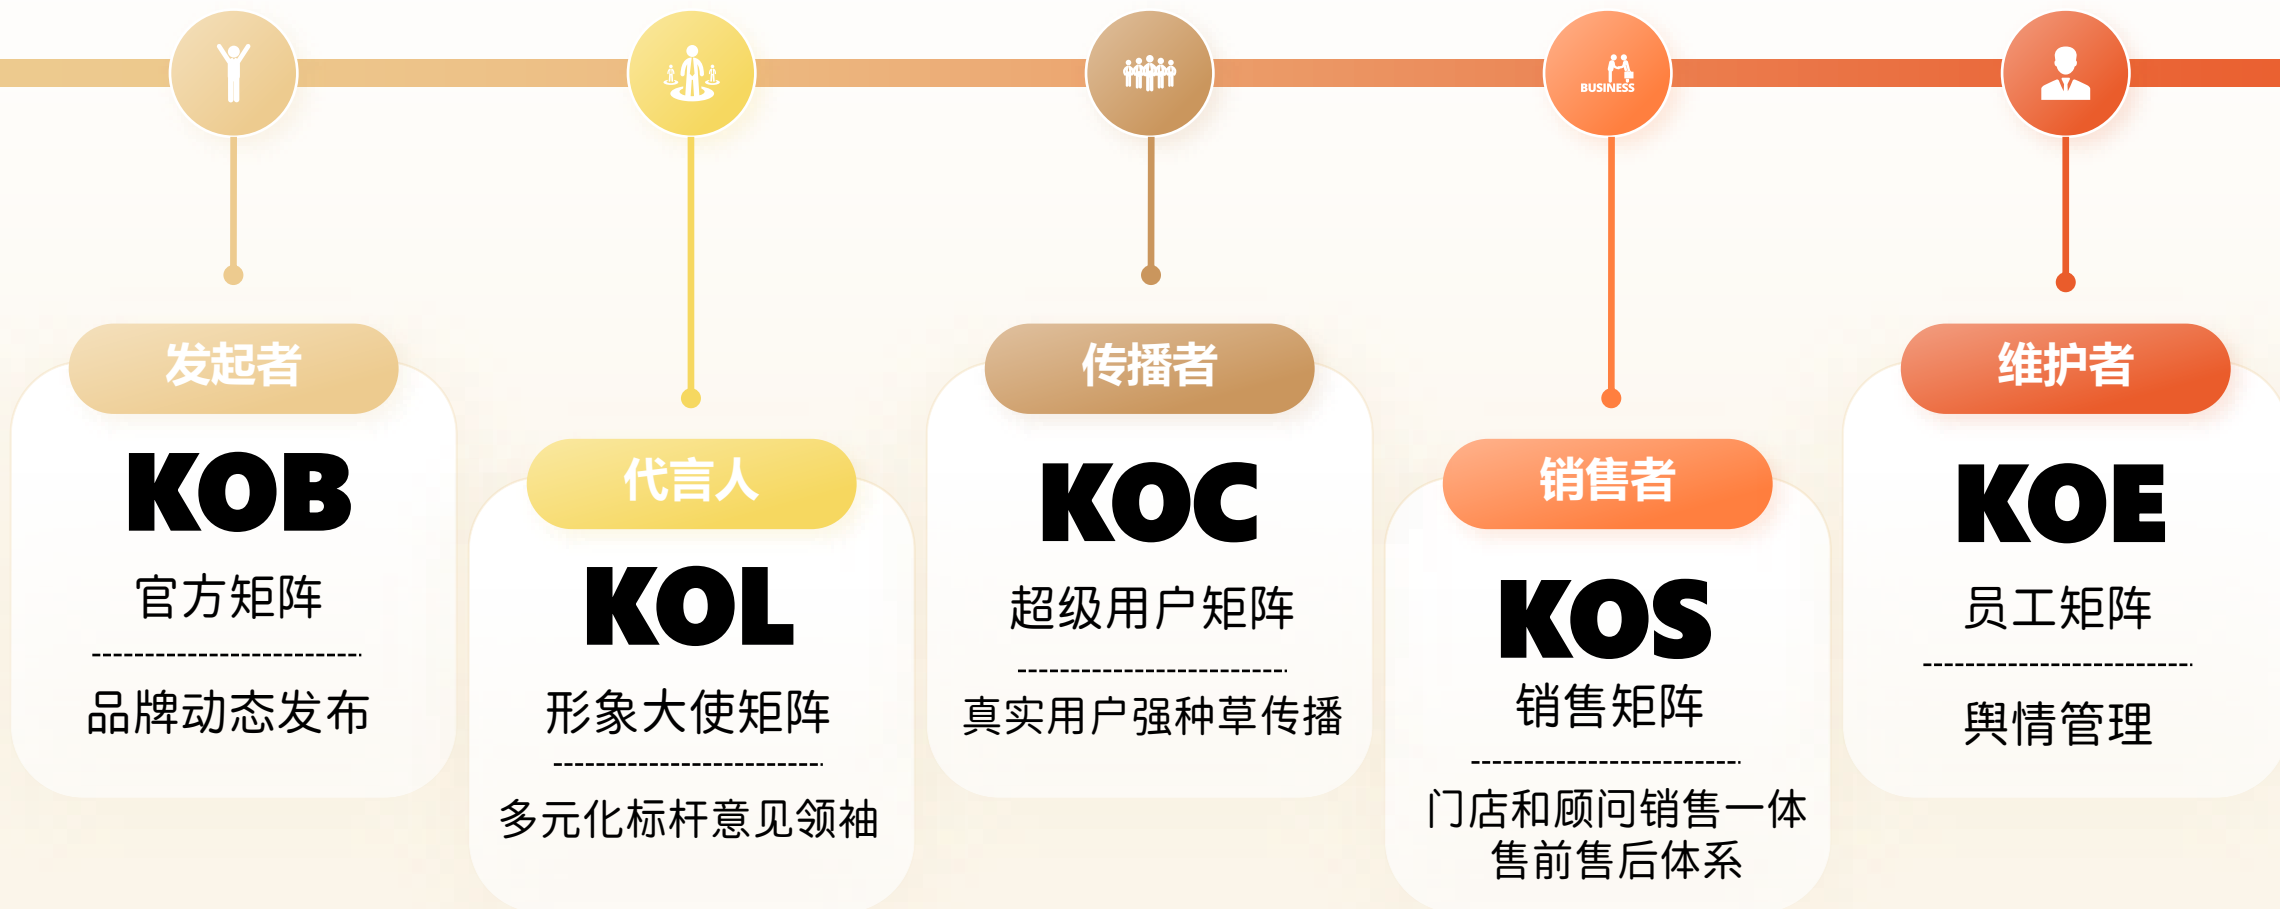 发起者
KOB
官方矩阵
品牌动态发布
代言人
KOL
形象大使矩阵
多元化标杆意见领袖
传播者
KOC
超级用户矩阵
真实用户强种草传播
BUSINESS
销售者
KOS
销售矩阵
门店和顾问销售一体
售前售后体系
维护者
KOE
员工矩阵
舆情管理